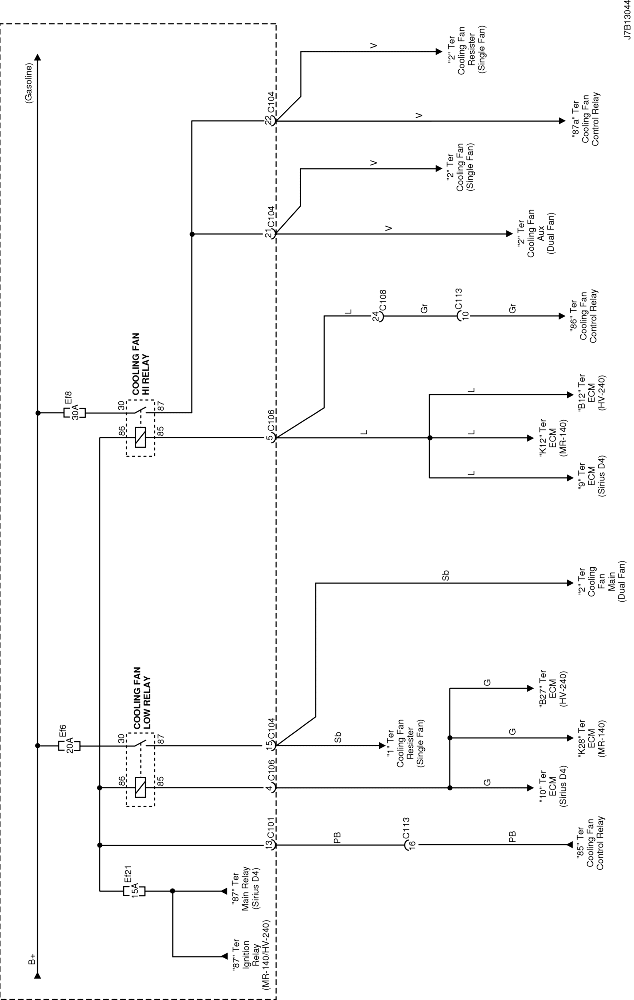 B+
(Gasoline)
Ef6
20A
Ef8
30A
Ef21
15A
86
30
85
87
COOLING FAN
LOW RELAY
86
30
85
87
COOLING FAN
HI RELAY
"87" Ter
Ignition
Relay
(MR-140/HV-240)
"87" Ter
Main Relay
(Sirius D4)
13 C101
4 C106
15 C104
5 C106
21 C104
22 C104
PB
16 C113
PB
"85" Ter
Cooling Fan
Control Relay
G
G
G
"10" Ter
ECM
(Sirius D4)
"K28" Ter
ECM
(MR-140)
"B27" Ter
ECM
(HV-240)
Sb
"1" Ter
Cooling Fan
Resister
(Single Fan)
Sb
"2" Ter
Cooling
Fan
Main
(Dual Fan)
L
L
L
L
"9" Ter
ECM
(Sirius D4)
"K12" Ter
ECM
(MR-140)
"B12" Ter
ECM
(HV-240)
L
24 C108
Gr
10 C113
Gr
"86" Ter
Cooling Fan
Control Relay
V
"2" Ter
Cooling Fan
Aux
(Dual Fan)
V
"2" Ter
Cooling Fan
(Single Fan)
V
"87a" Ter
Cooling Fan
Control Relay
V
"2" Ter
Cooling Fan
Resister
(Single Fan)
J7B13044